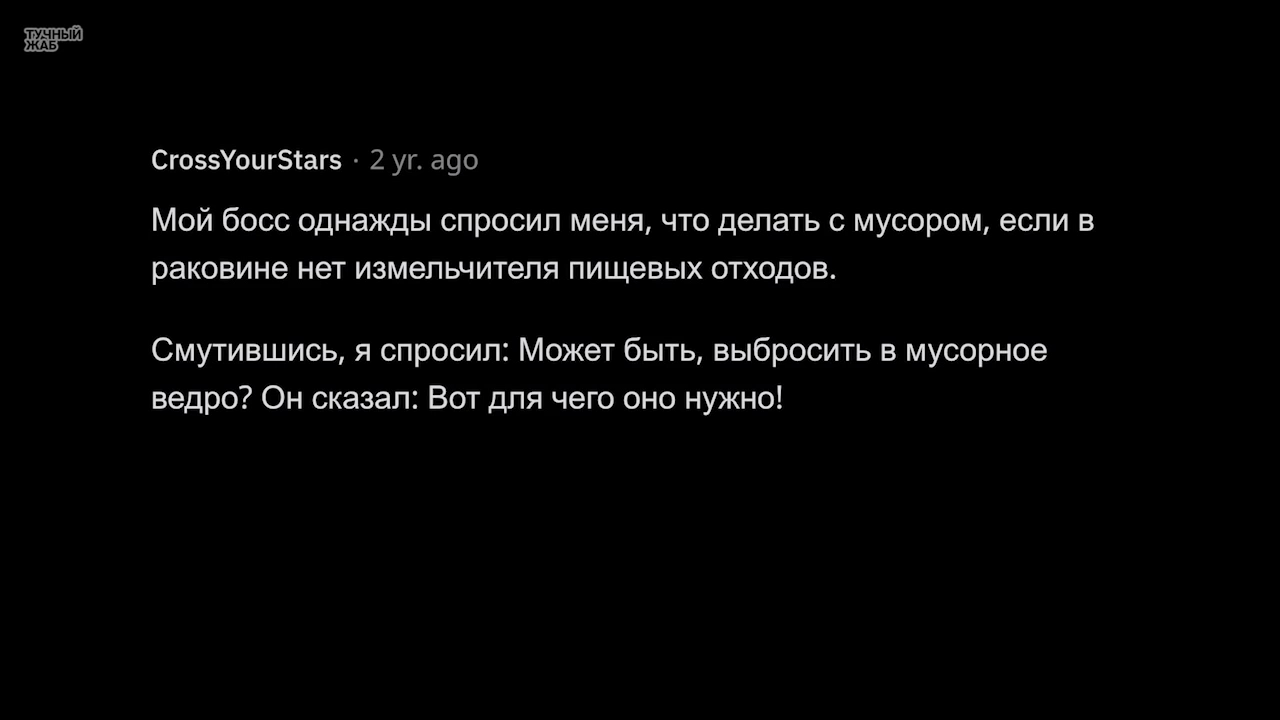 ТУЧНЫЙ
ЖАБ
CrossYourStars · 2 yr. ago
Мой босс однажды спросил меня, что делать с мусором, если в
раковине нет измельчителя пищевых отходов.
Смутившись, я спросил: Может быть, выбросить в мусорное
ведро? Он сказал: Вот для чего оно нужно!